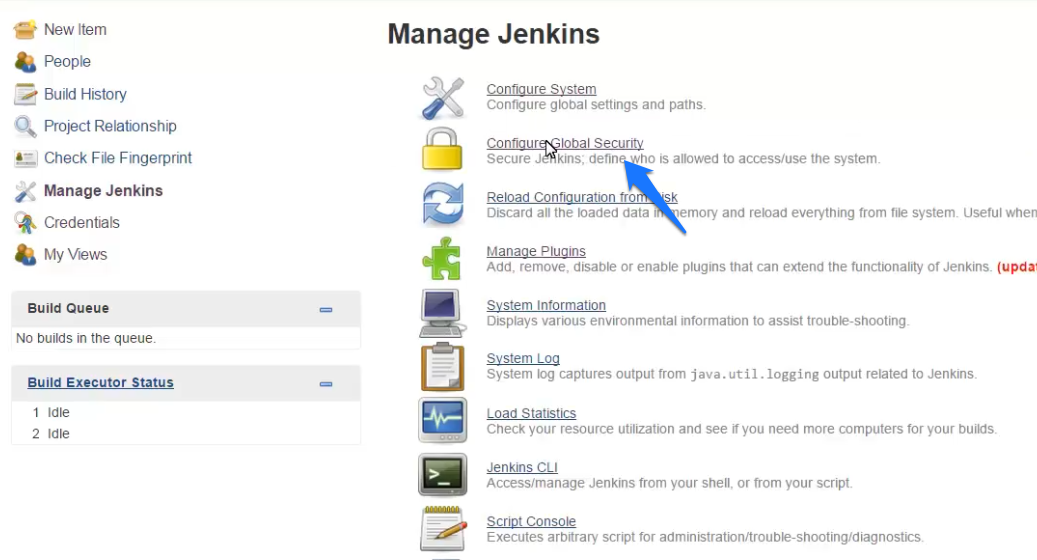 New Item
People
Build History
Project Relationship
Check File Fingerprint
Manage Jenkins
Credentials
My Views
Build Queue
No builds in the queue.
Build Executor Status
1 Idle
2 Idle
Manage Jenkins
Configure System
Configure global settings and paths.
Configure Global Security
Secure Jenkins; define who is allowed to access/use the system.
Reload Configuration from Disk
Discard all the loaded data in memory and reload everything from file system. Useful when
Manage Plugins
Add, remove, disable or enable plugins that can extend the functionality of Jenkins. (updat
System Information
Displays various environmental information to assist trouble-shooting.
System Log
System log captures output from java.util.logging output related to Jenkins.
Load Statistics
Check your resource utilization and see if you need more computers for your builds.
Jenkins CLI
Access/manage Jenkins from your shell, or from your script.
Script Console
Executes arbitrary script for administration/trouble-shooting/diagnostics.